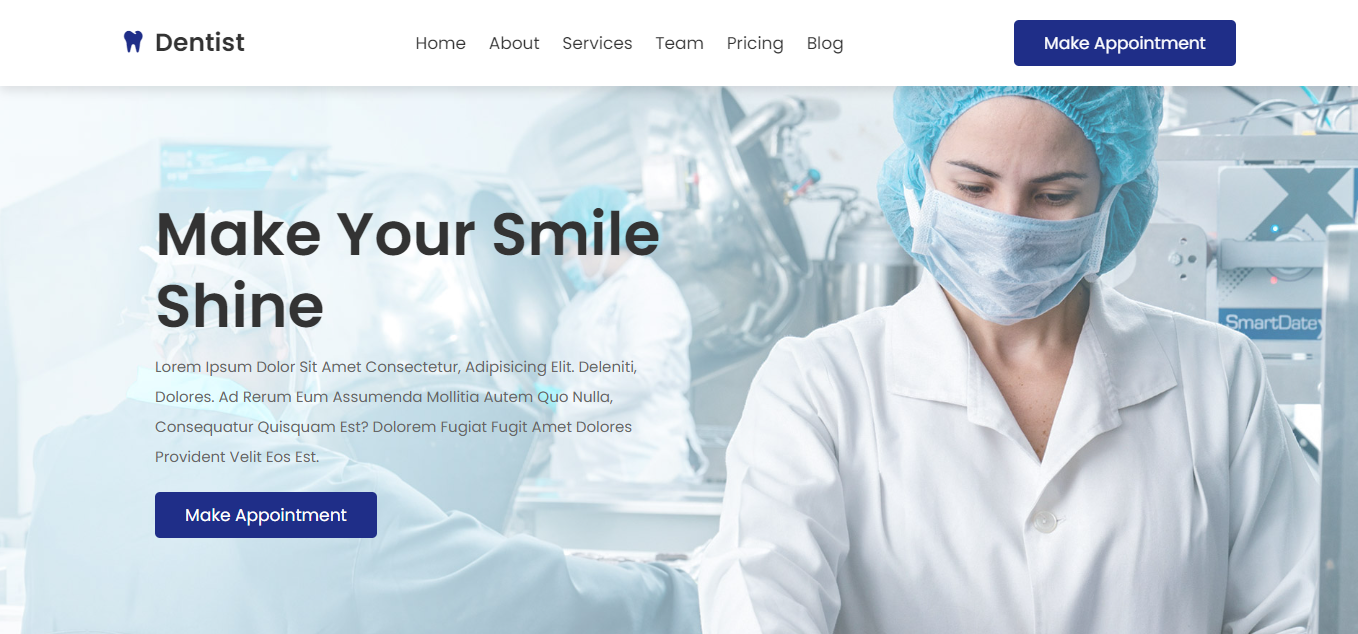 Dentist
Home About Services Team Pricing Blog
Make Appointment
Make Your Smile
Shine
Lorem Ipsum Dolor Sit Amet Consectetur, Adipisicing Elit. Deleniti,
Dolores. Ad Rerum Eum Assumenda Mollitia Autem Quo Nulla,
Consequatur Quisquam Est? Dolorem Fugiat Fugit Amet Dolores
Provident Velit Eos Est.
Make Appointment
SmartDate